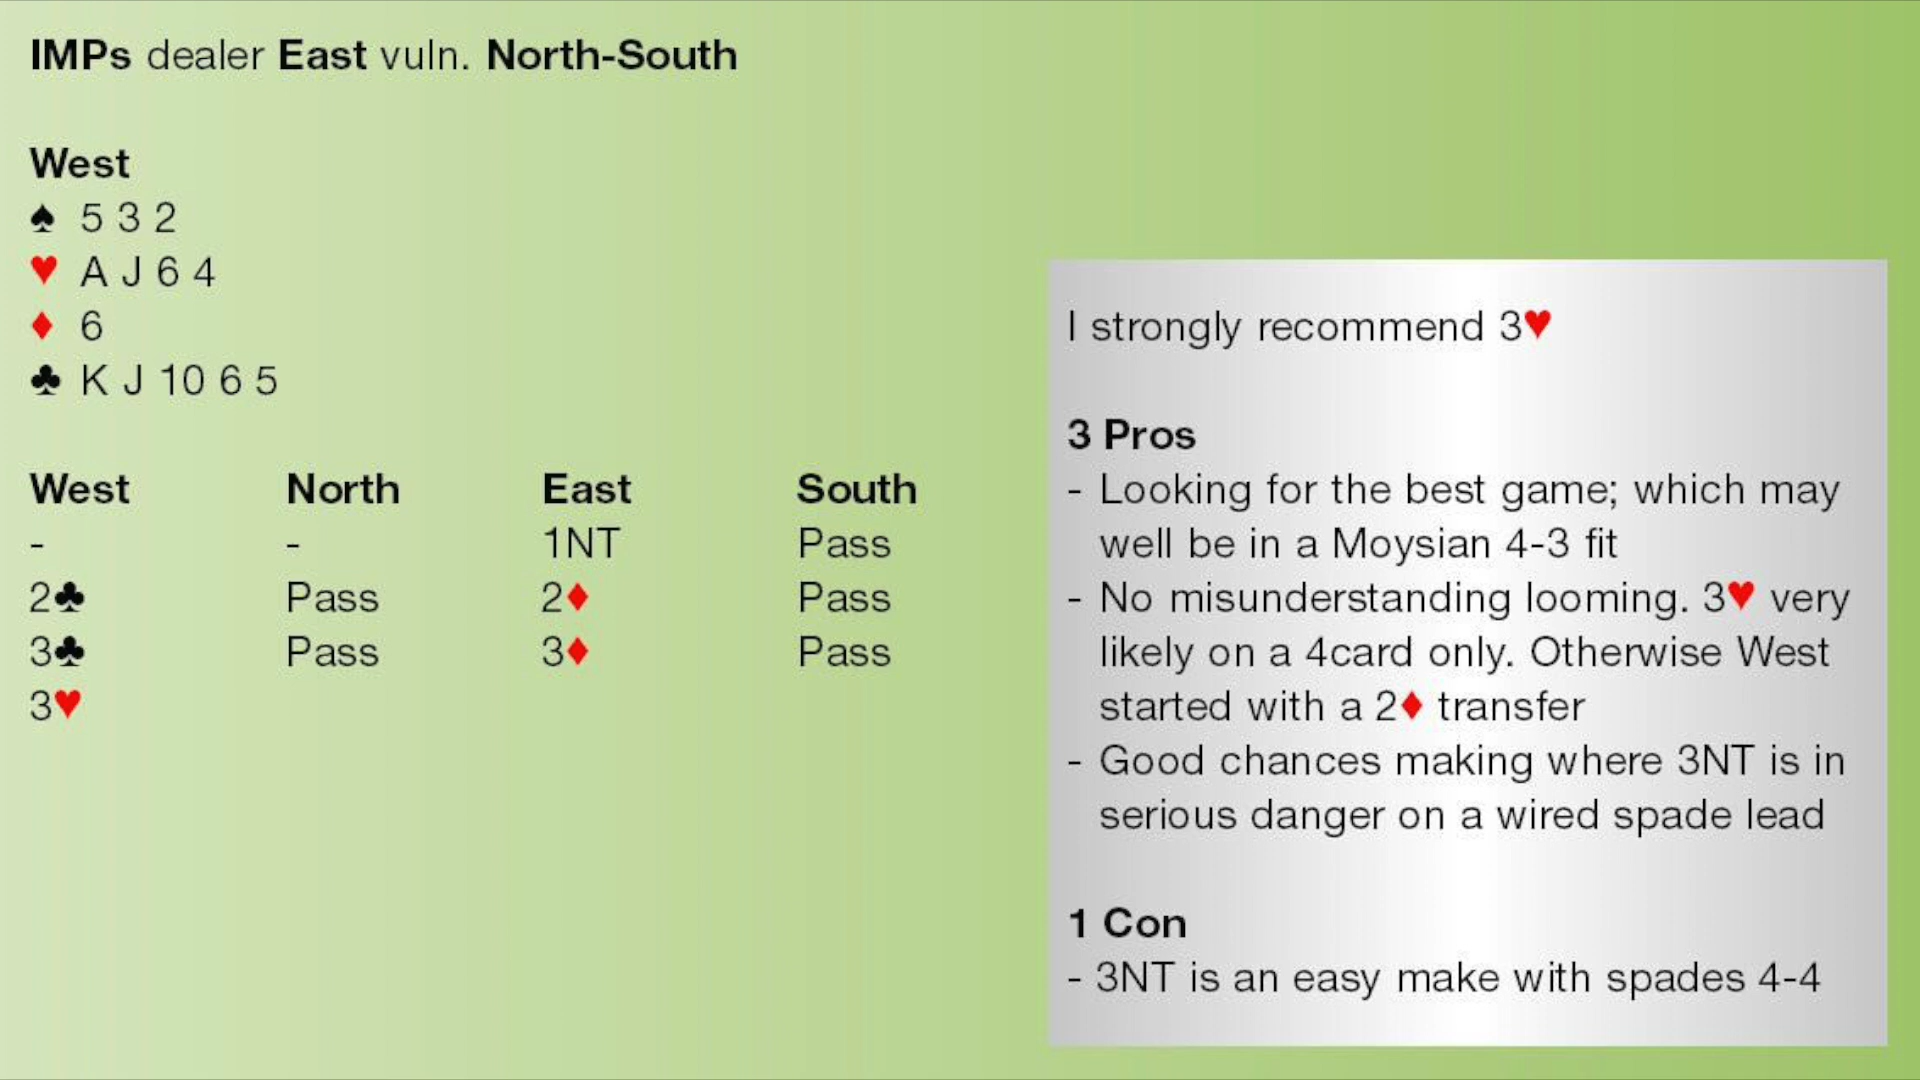 IMPs dealer East vuln. North-South
West
♠ 5 3 2
♥ A J 6 4
♦ 6
♣ K J 10 6 5
West North East South
- - 1NT Pass
2♣ Pass 2♦ Pass
3♣ Pass 3♦ Pass
3♥
I strongly recommend 3♥
3 Pros
- Looking for the best game; which may
well be in a Moysian 4-3 fit
- No misunderstanding looming. 3♥ very
likely on a 4card only. Otherwise West
started with a 2♦ transfer
- Good chances making where 3NT is in
serious danger on a wired spade lead
1 Con
- 3NT is an easy make with spades 4-4